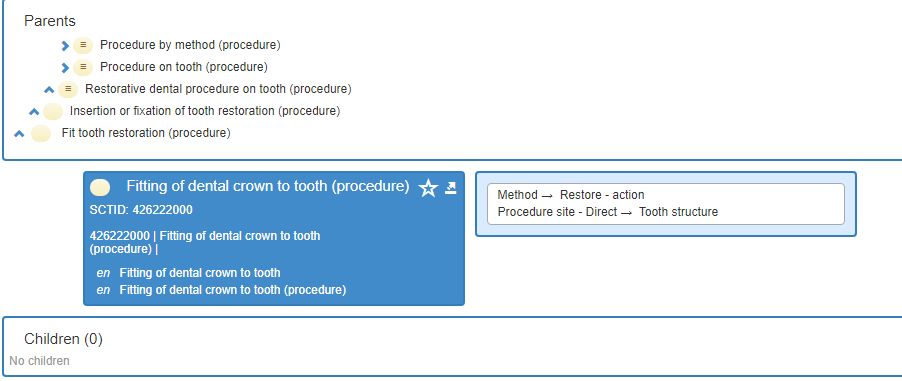 Parents
Procedure by method (procedure)
Procedure on tooth (procedure)
Restorative dental procedure on tooth (procedure)
Insertion or fixation of tooth restoration (procedure)
Fit tooth restoration (procedure)
Fitting of dental crown to tooth (procedure)
SCTID: 426222000
426222000 | Fitting of dental crown to tooth
(procedure) |
en Fitting of dental crown to tooth
en Fitting of dental crown to tooth (procedure)
Method → Restore - action
Procedure site - Direct → Tooth structure
Children (0)
No children